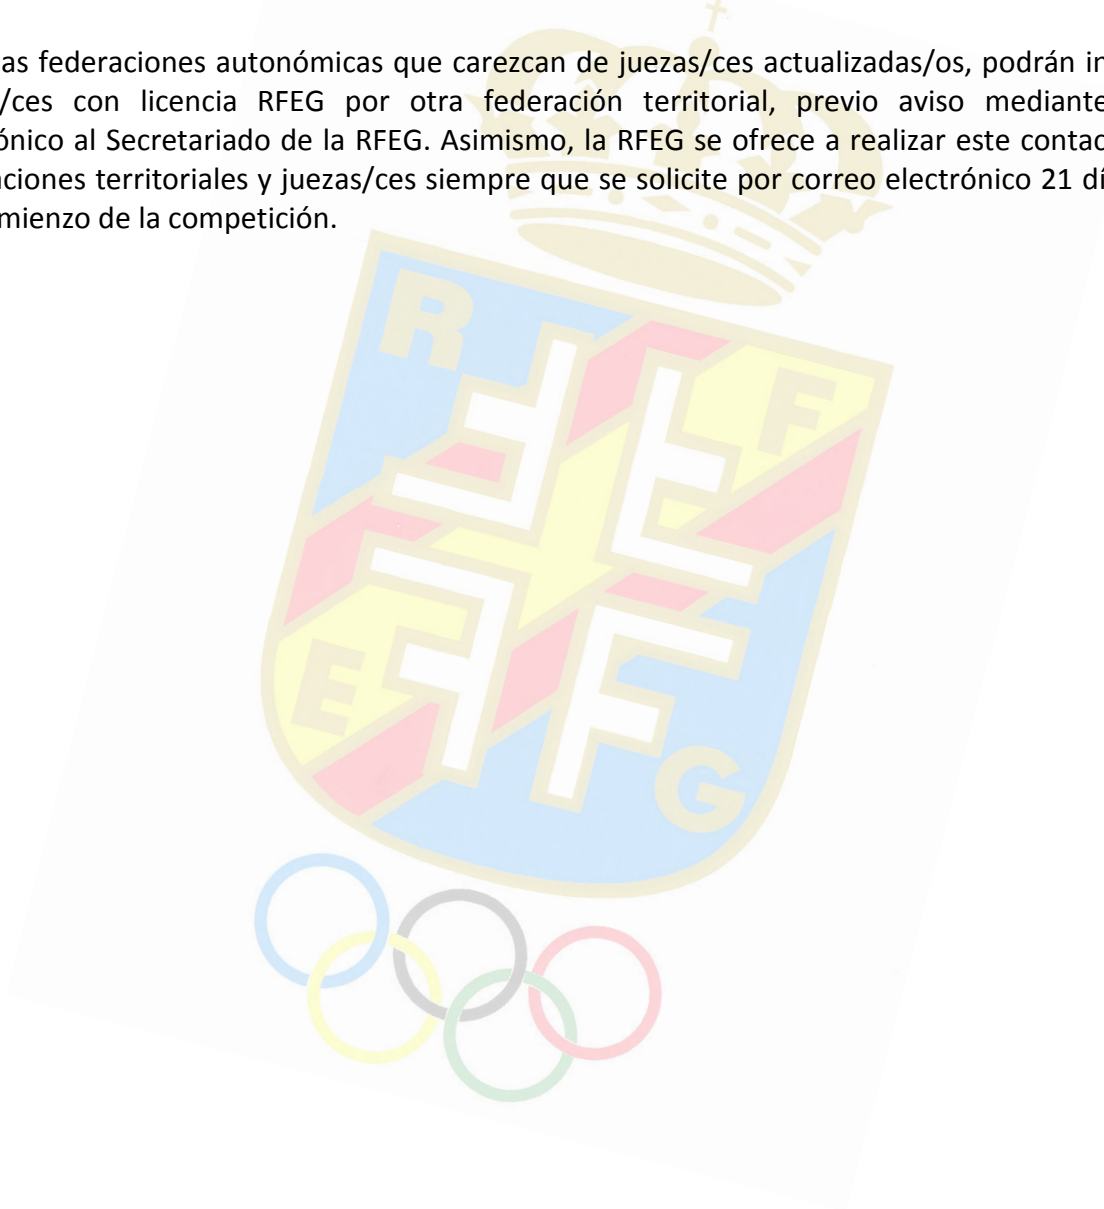 as federaciones autonómicas que carezcan de juezas/ces actualizadas/os, podrán in
/ces con licencia RFEG por otra federación territorial, previo aviso mediante
ónico al Secretariado de la RFEG. Asimismo, la RFEG se ofrece a realizar este contac
aciones territoriales y juezas/ces siempre que se solicite por correo electrónico 21 dí
mienzo de la competición.
R
F
E
G